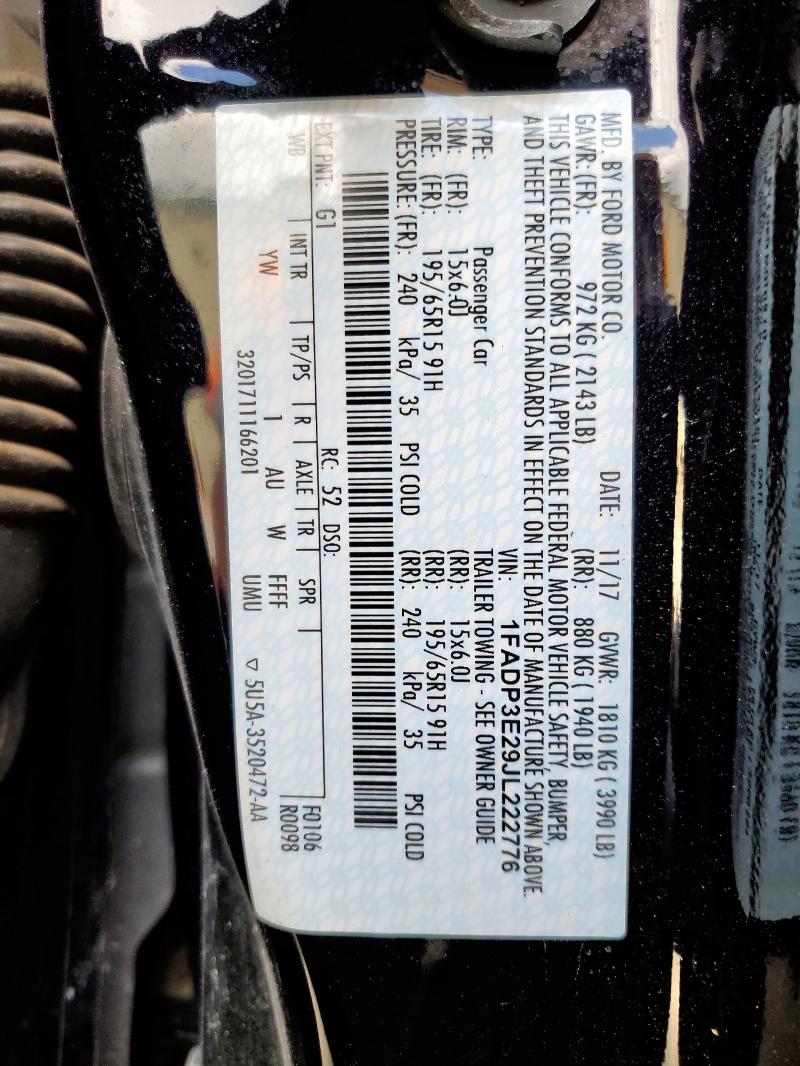 MFD. BY FORD MOTOR CO. DATE: 11/17 GVWR: 1810 KG ( 3990 LB)
GAWR: (FR): 972 KG ( 2143 LB) (RR): 880 KG ( 1940 LB)
THIS VEHICLE CONFORMS TO ALL APPLICABLE FEDERAL MOTOR VEHICLE SAFETY, BUMPER,
AND THEFT PREVENTION STANDARDS IN EFFECT ON THE DATE OF MANUFACTURE SHOWN ABOVE.
VIN: 1FADP3E29JL222776
TYPE: Passenger Car TRAILER TOWING - SEE OWNER GUIDE
RIM: (FR): 15x6.0J (RR): 15x6.0J
TIRE: (FR): 195/65R15 91H (RR): 195/65R15 91H
PRESSURE: (FR): 240 kPa/ 35 PSI COLD (RR): 240 kPa/ 35 PSI COLD
EXT PNT: G1 RC: 52 DSO: F0106
WB INT TR TP/PS R AXLE TR SPR R0098
YW 1 AU W FFFF
UMU
3201711166201 ▽ 5U5A-3520472-AA